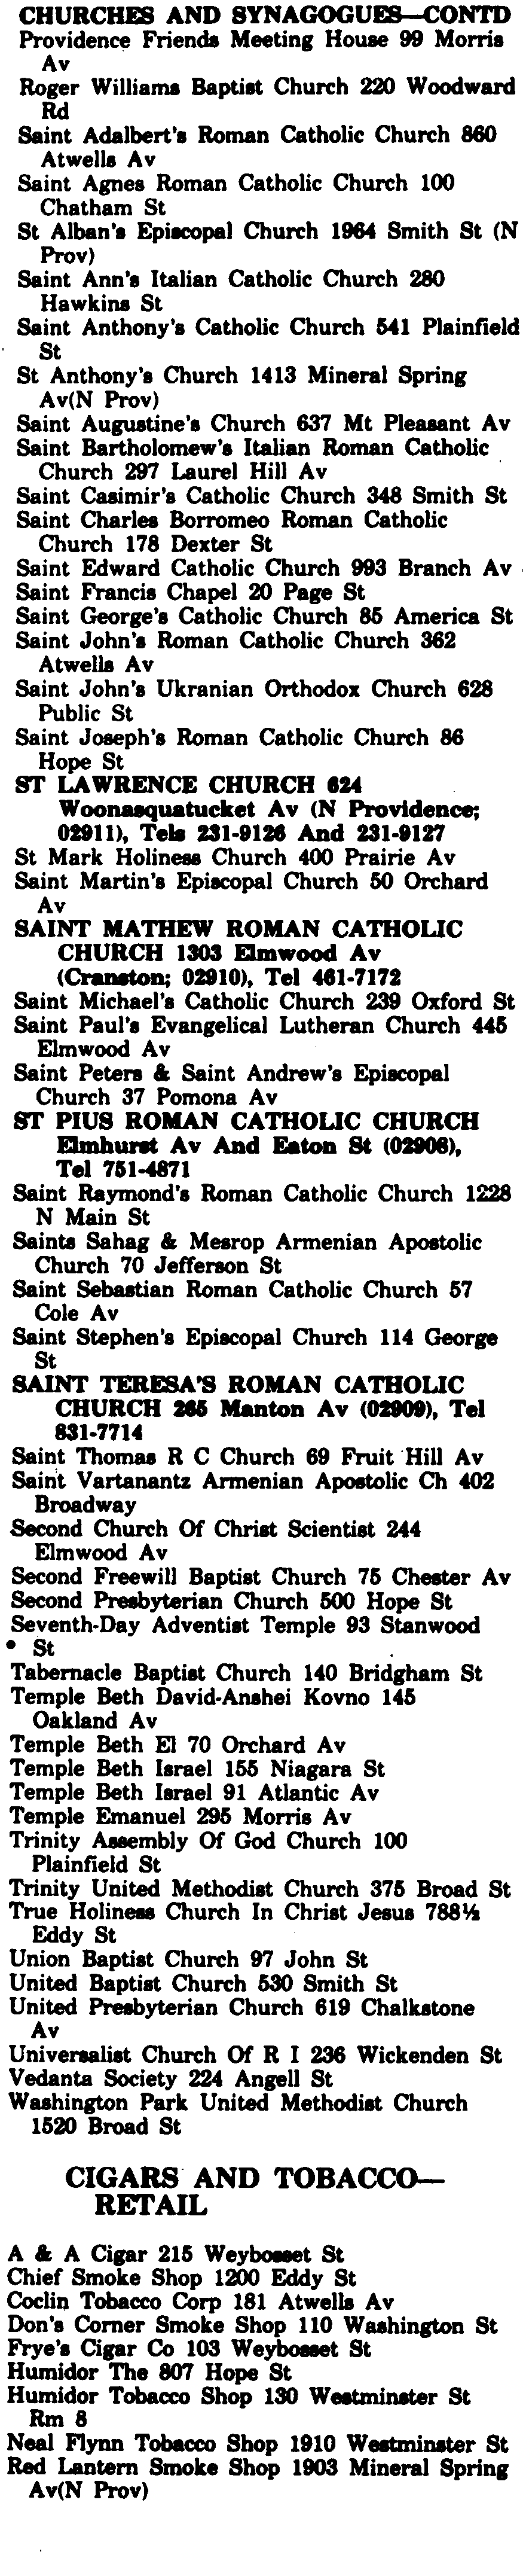 CHURCHES AND SYNAGOGUES—CONTD
Providence Friends Meeting House 99 Morris
Av
Roger Williams Baptist Church 220 Woodward
Rd
Saint Adalbert's Roman Catholic Church 860
Atwells Av
Saint Agnes Roman Catholic Church 100
Chatham St
St Alban's Episcopal Church 1964 Smith St (N
Prov)
Saint Ann's Italian Catholic Church 280
Hawkins St
Saint Anthony's Catholic Church 541 Plainfield
St
St Anthony's Church 1413 Mineral Spring
Av(N Prov)
Saint Augustine's Church 637 Mt Pleasant Av
Saint Bartholomew's Italian Roman Catholic
Church 297 Laurel Hill Av
Saint Casimir's Catholic Church 348 Smith St
Saint Charles Borromeo Roman Catholic
Church 178 Dexter St
Saint Edward Catholic Church 993 Branch Av
Saint Francis Chapel 20 Page St
Saint George's Catholic Church 85 America St
Saint John's Roman Catholic Church 362
Atwells Av
Saint John's Ukranian Orthodox Church 628
Public St
Saint Joseph's Roman Catholic Church 86
Hope St
ST LAWRENCE CHURCH 624
Woonasquatucket Av (N Providence;
02911), Tels 231-9126 And 231-9127
St Mark Holiness Church 400 Prairie Av
Saint Martin's Episcopal Church 50 Orchard
Av
SAINT MATHEW ROMAN CATHOLIC
CHURCH 1303 Elmwood Av
(Cranston; 02910), Tel 461-7172
Saint Michael's Catholic Church 239 Oxford St
Saint Paul's Evangelical Lutheran Church 445
Elmwood Av
Saint Peters & Saint Andrew's Episcopal
Church 37 Pomona Av
ST PIUS ROMAN CATHOLIC CHURCH
Elmhurst Av And Eaton St (02908),
Tel 751-4871
Saint Raymond's Roman Catholic Church 1228
N Main St
Saints Sahag & Mesrop Armenian Apostolic
Church 70 Jefferson St
Saint Sebastian Roman Catholic Church 57
Cole Av
Saint Stephen's Episcopal Church 114 George
St
SAINT TERESA'S ROMAN CATHOLIC
CHURCH 265 Manton Av (02909), Tel
831-7714
Saint Thomas R C Church 69 Fruit Hill Av
Saint Vartanantz Armenian Apostolic Ch 402
Broadway
Second Church Of Christ Scientist 244
Elmwood Av
Second Freewill Baptist Church 75 Chester Av
Second Presbyterian Church 500 Hope St
Seventh-Day Adventist Temple 93 Stanwood
St
Tabernacle Baptist Church 140 Bridgham St
Temple Beth David-Anshei Kovno 145
Oakland Av
Temple Beth El 70 Orchard Av
Temple Beth Israel 155 Niagara St
Temple Beth Israel 91 Atlantic Av
Temple Emanuel 295 Morris Av
Trinity Assembly Of God Church 100
Plainfield St
Trinity United Methodist Church 375 Broad St
True Holiness Church In Christ Jesus 788½
Eddy St
Union Baptist Church 97 John St
United Baptist Church 530 Smith St
United Presbyterian Church 619 Chalkstone
Av
Universalist Church Of R I 236 Wickenden St
Vedanta Society 224 Angell St
Washington Park United Methodist Church
1520 Broad St
CIGARS AND TOBACCO—
RETAIL
A & A Cigar 215 Weybosset St
Chief Smoke Shop 1200 Eddy St
Coclin Tobacco Corp 181 Atwells Av
Don's Corner Smoke Shop 110 Washington St
Frye's Cigar Co 103 Weybosset St
Humidor The 807 Hope St
Humidor Tobacco Shop 130 Westminster St
Rm 8
Neal Flynn Tobacco Shop 1910 Westminster St
Red Lantern Smoke Shop 1903 Mineral Spring
Av(N Prov)